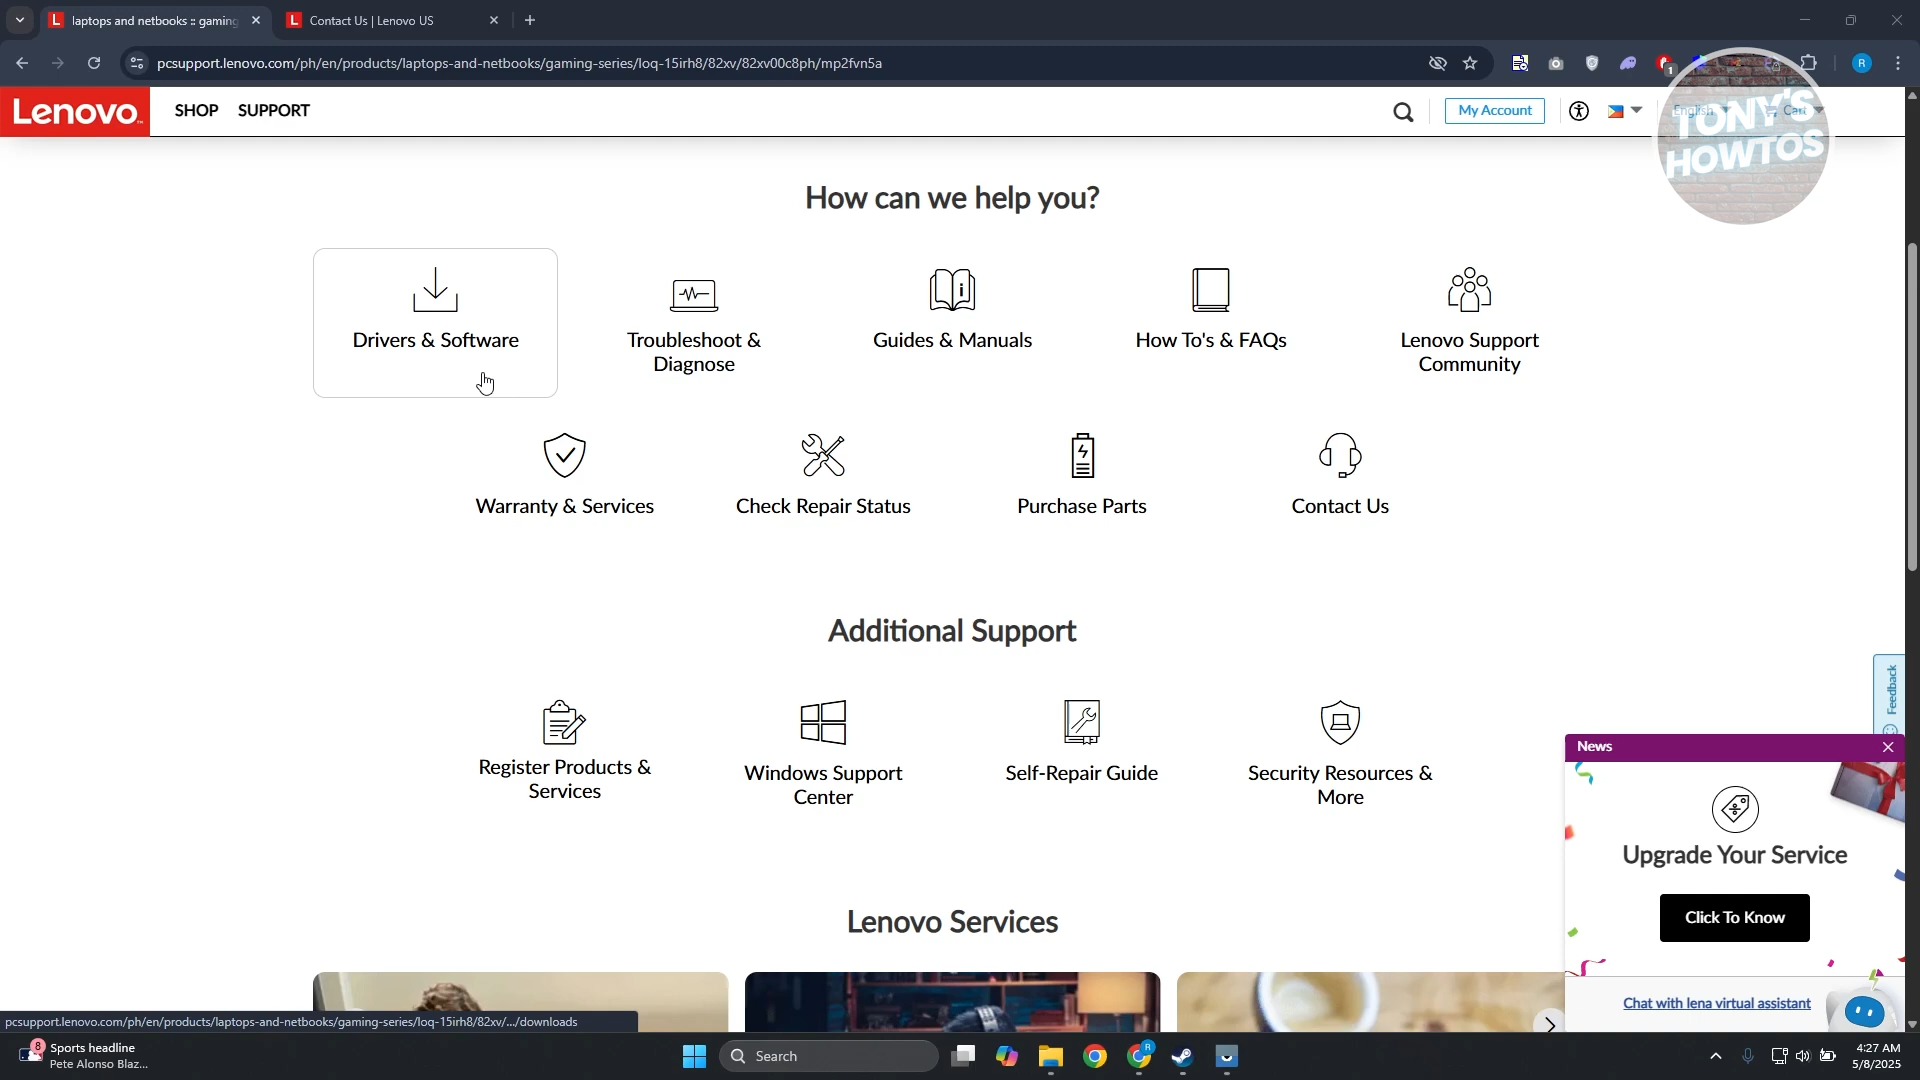 laptops and netbooks :: gaming
Contact Us | Lenovo US
pcsupport.lenovo.com/ph/en/products/laptops-and-netbooks/gaming-series/loq-15irh8/82xv/82xv00c8ph/mp2fvn5a
1
R
Lenovo
SHOP
SUPPORT
My Account
English
Cart
TONY'S
HOWTOS
How can we help you?
Drivers & Software
Troubleshoot &
Diagnose
Guides & Manuals
How To's & FAQs
Lenovo Support
Community
Warranty & Services
Check Repair Status
Purchase Parts
Contact Us
Additional Support
Register Products &
Services
Windows Support
Center
Self-Repair Guide
Security Resources &
More
Feedback
News
Upgrade Your Service
Click To Know
Chat with lena virtual assistant
Lenovo Services
pcsupport.lenovo.com/ph/en/products/laptops-and-netbooks/gaming-series/loq-15irh8/82xv/.../downloads
8
Sports headline
Pete Alonso Blaz...
Search
R
4:27 AM
5/8/2025